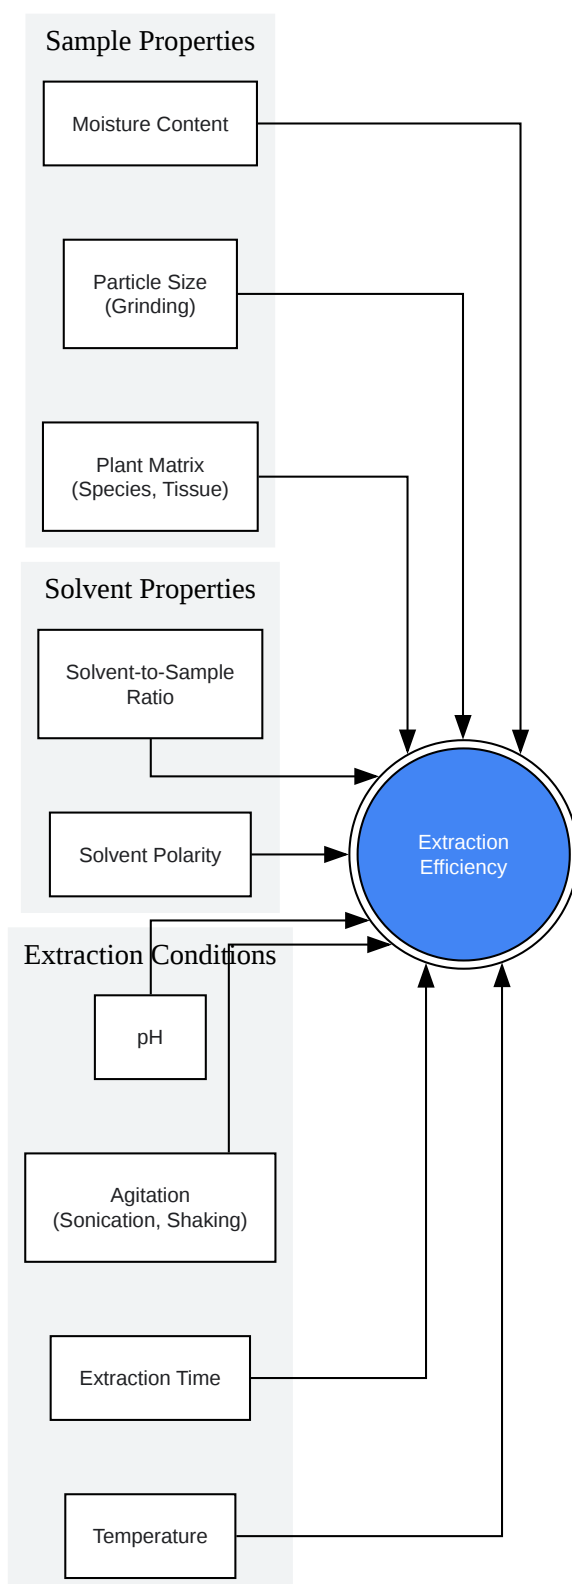 Sample Properties
Moisture Content
Particle Size
(Grinding)
Plant Matrix
(Species, Tissue)
Solvent Properties
Solvent-to-Sample
Ratio
Solvent Polarity
Extraction
Efficiency
Extraction Conditions
pH
Agitation
(Sonication, Shaking)
Extraction Time
Temperature